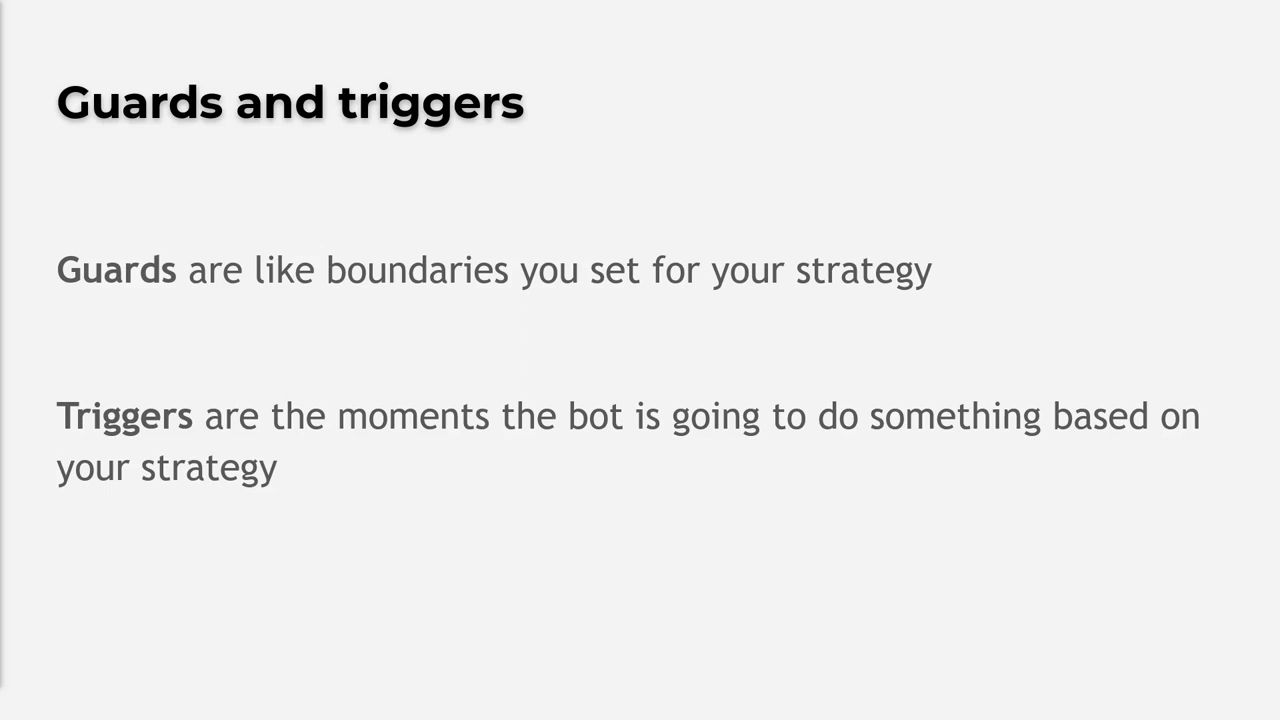 Guards and triggers
Guards are like boundaries you set for your strategy
Triggers are the moments the bot is going to do something based on
your strategy